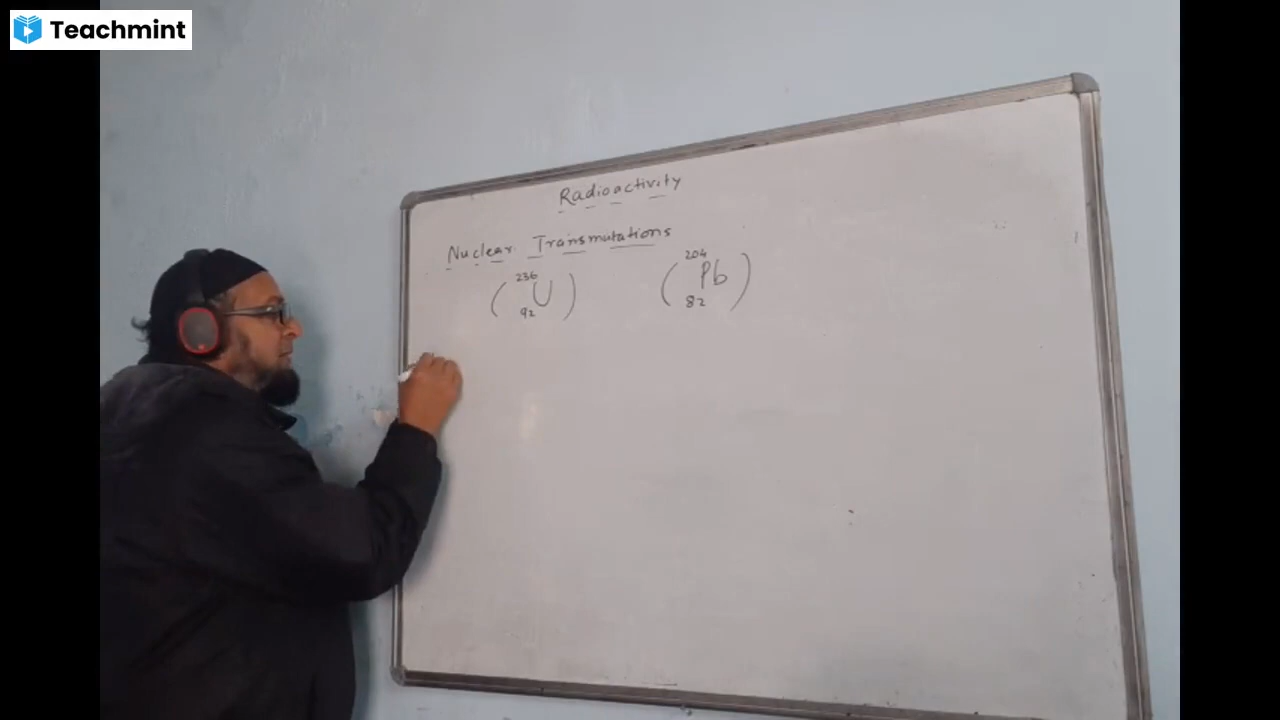 Teachmint
Radioactivity
Nuclear Transmutations
( 236 92 U ) ( 204 82 Pb )